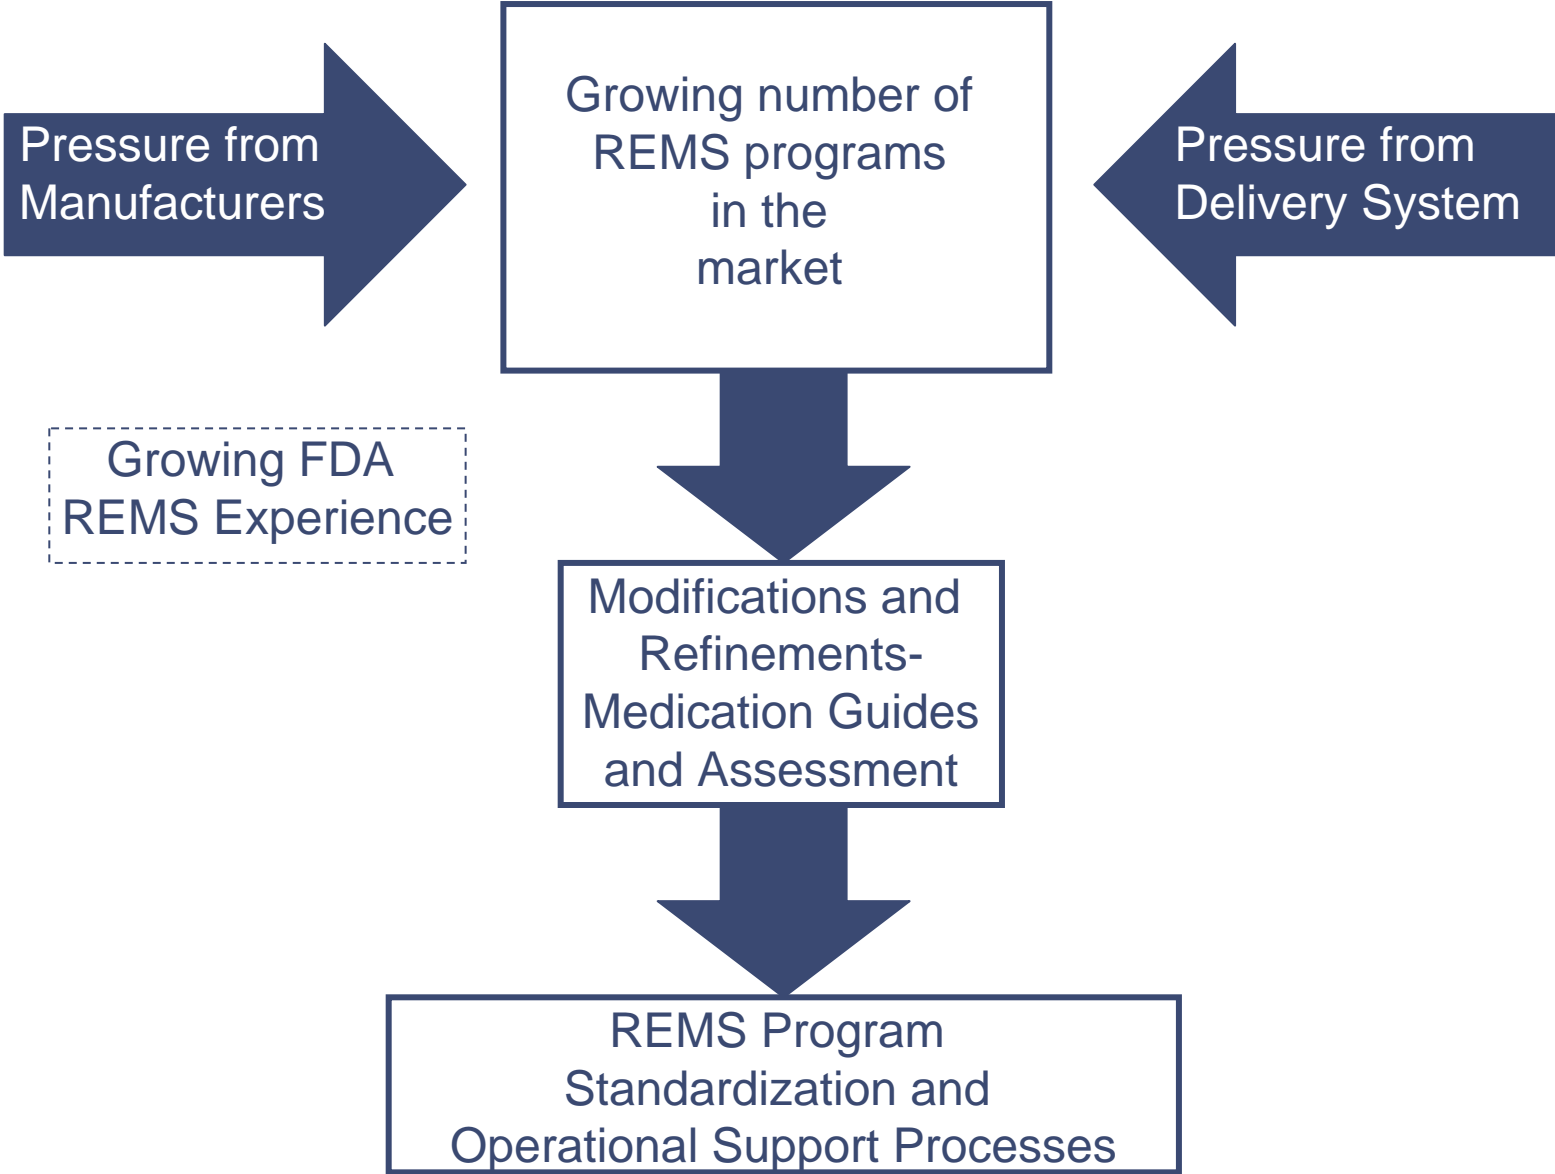 Pressure from
Manufacturers
Growing number of
REMS programs
in the
market
Pressure from
Delivery System
Growing FDA
REMS Experience
Modifications and
Refinements-
Medication Guides
and Assessment
REMS Program
Standardization and
Operational Support Processes